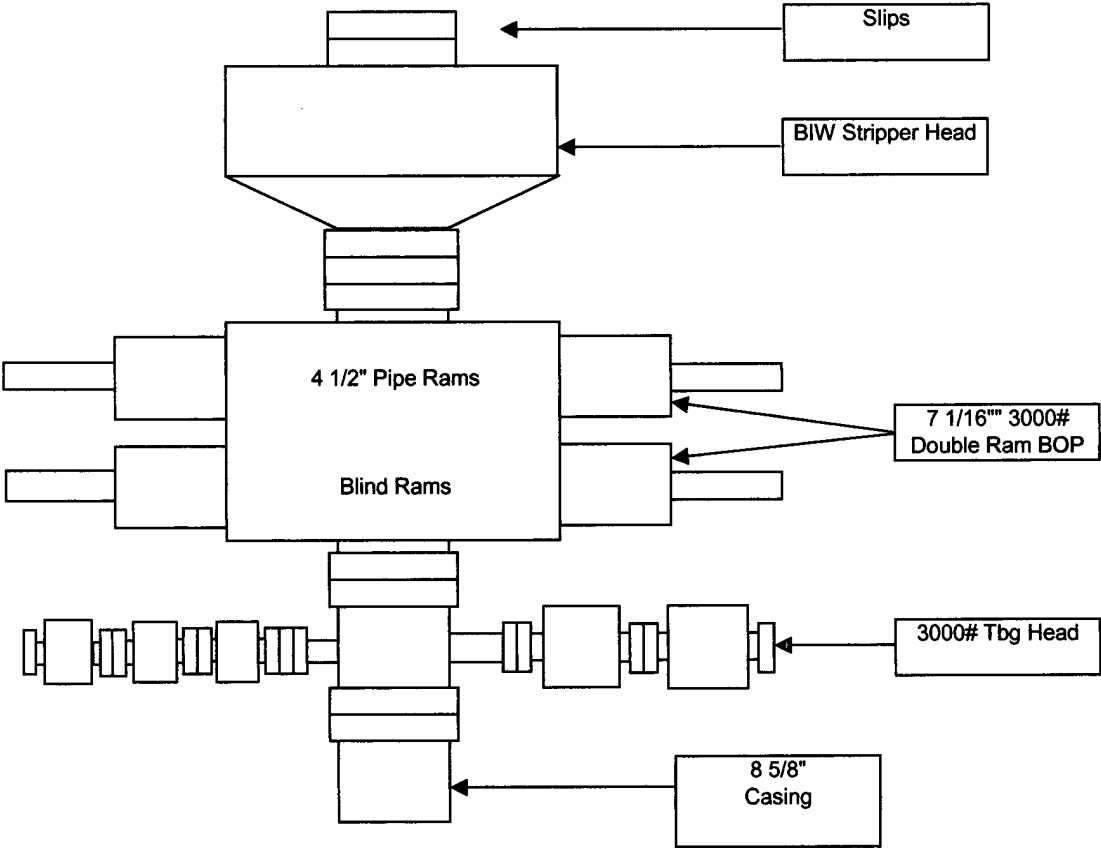 Slips
BIW Stripper Head
4 1/2" Pipe Rams
7 1/16"" 3000#
Double Ram BOP
Blind Rams
3000# Tbg Head
8 5/8"
Casing